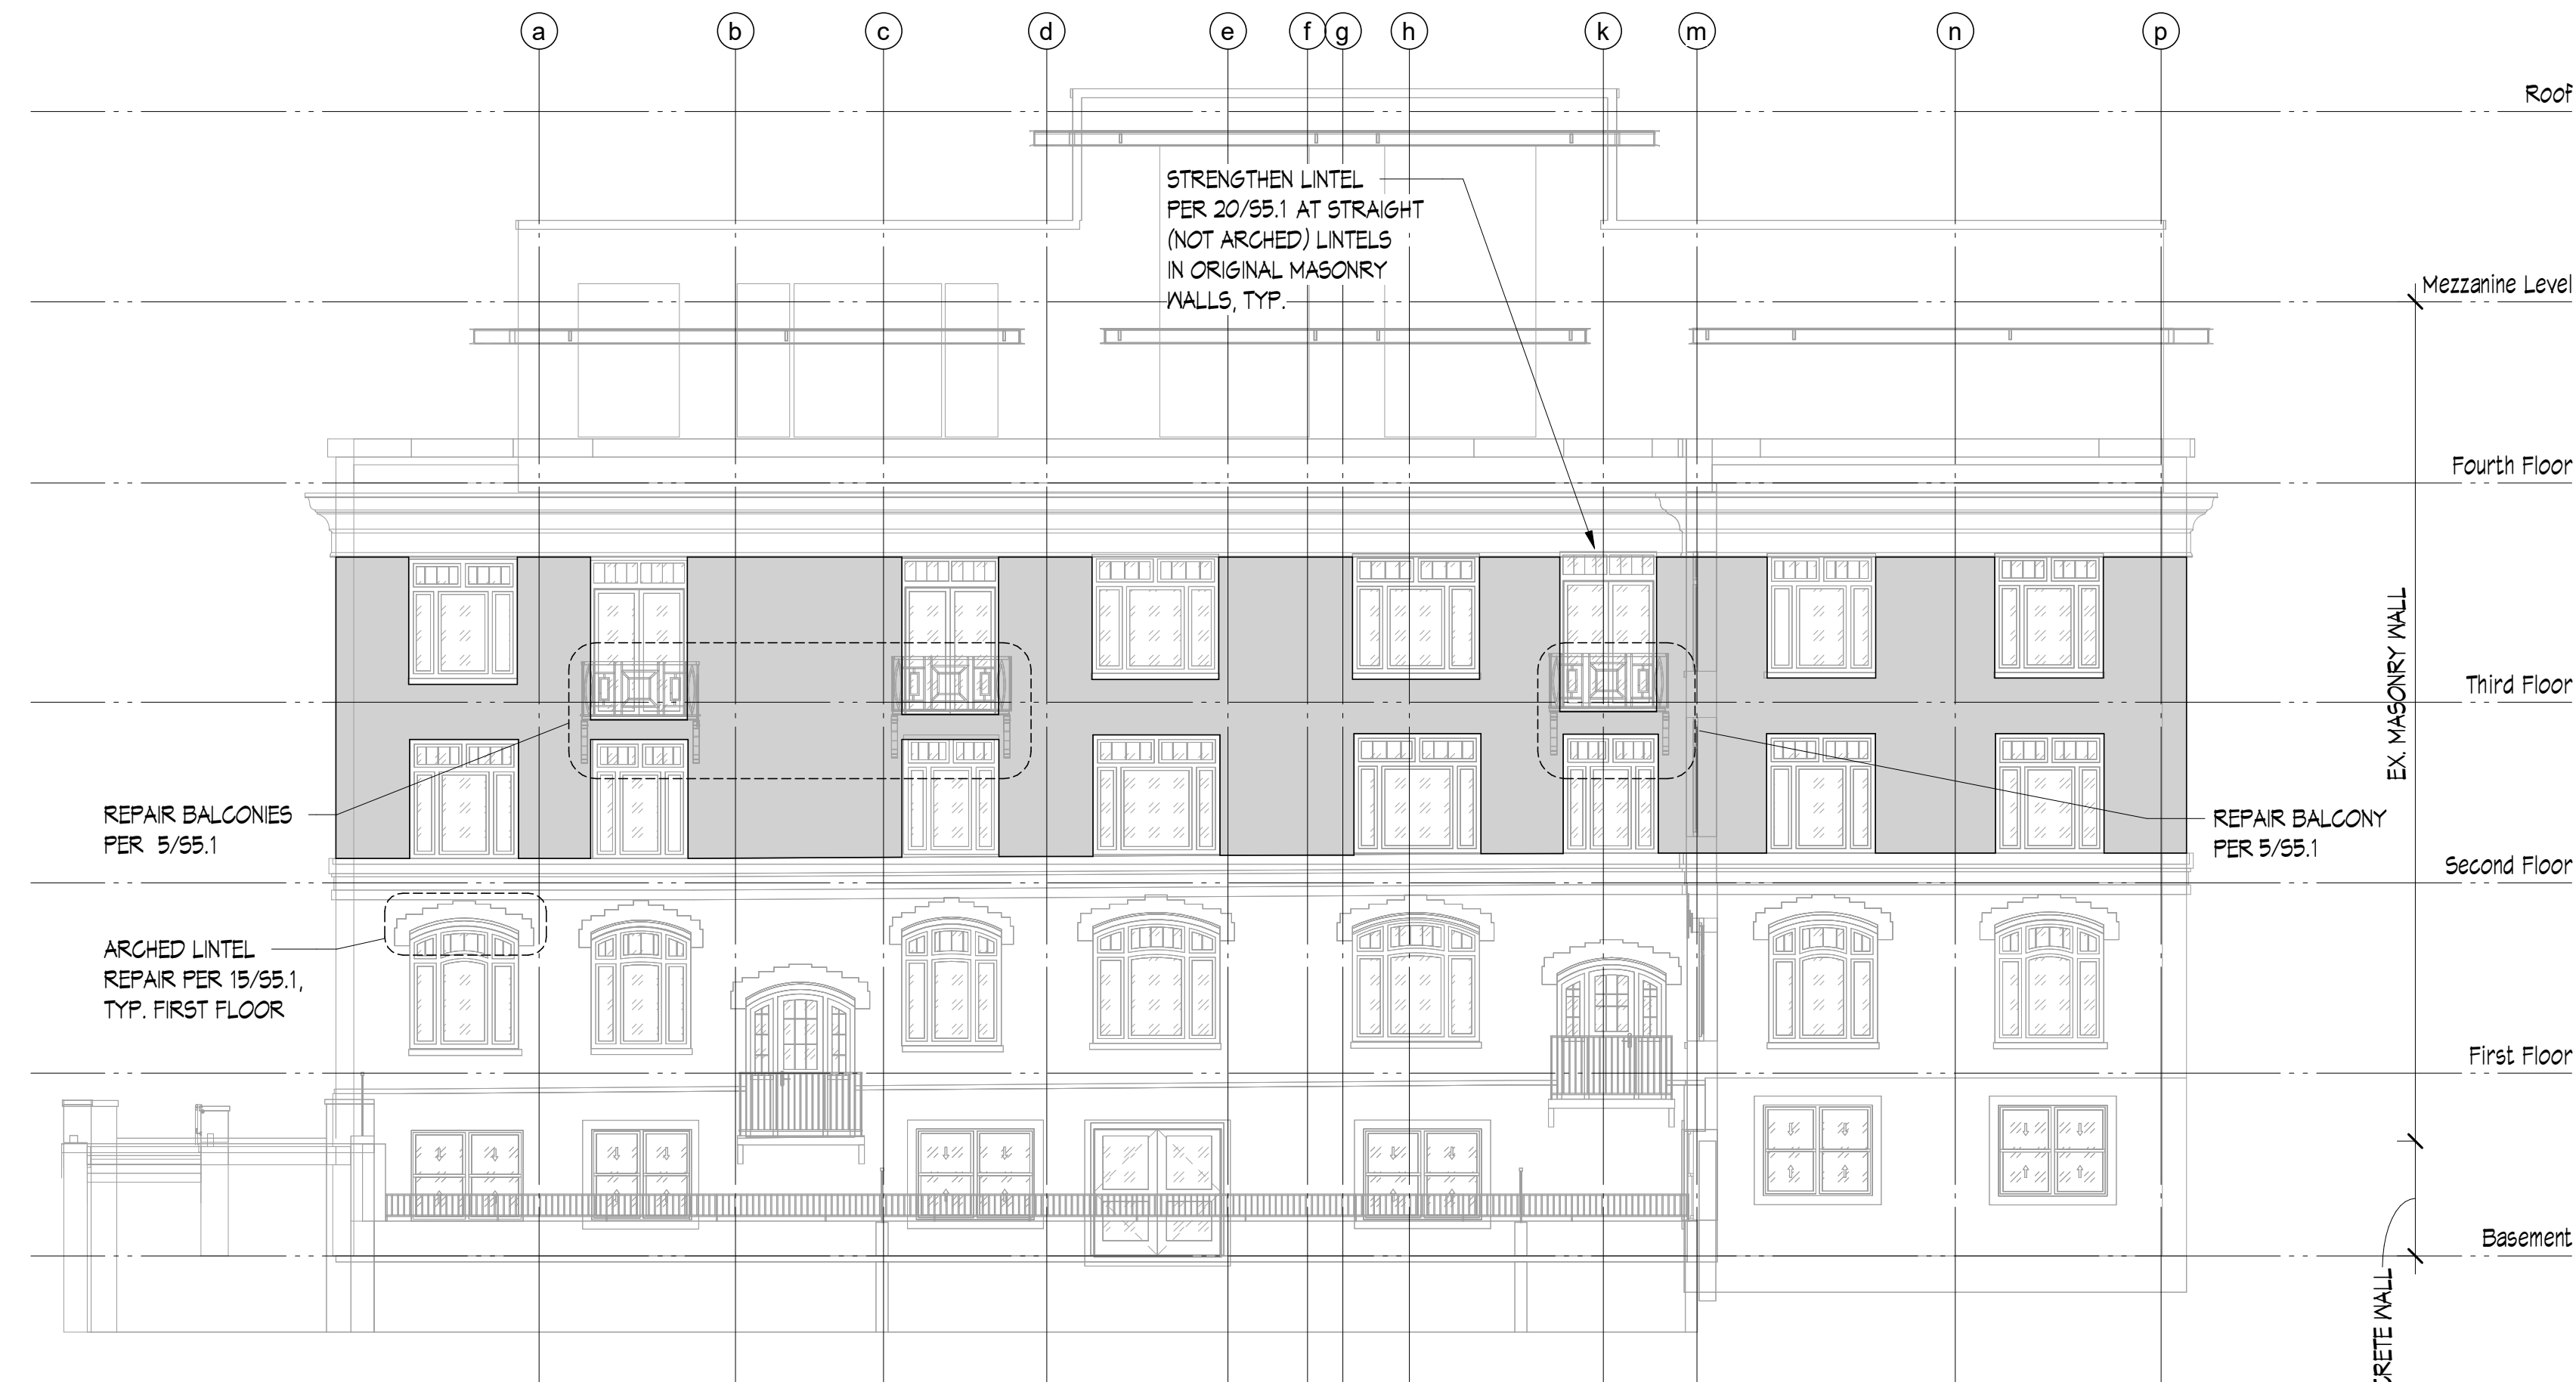 a b c d e f g h k m n p
Roof
STRENGTHEN LINTEL
PER 20/S5.1 AT STRAIGHT
(NOT ARCHED) LINTELS
IN ORIGINAL MASONRY
WALLS, TYP.
Mezzanine Level
Fourth Floor
Third Floor
EX. MASONRY WALL
REPAIR BALCONIES
PER 5/S5.1
REPAIR BALCONY
PER 5/S5.1
Second Floor
ARCHED LINTEL
REPAIR PER 15/S5.1,
TYP. FIRST FLOOR
First Floor
Basement
CRETE WALL